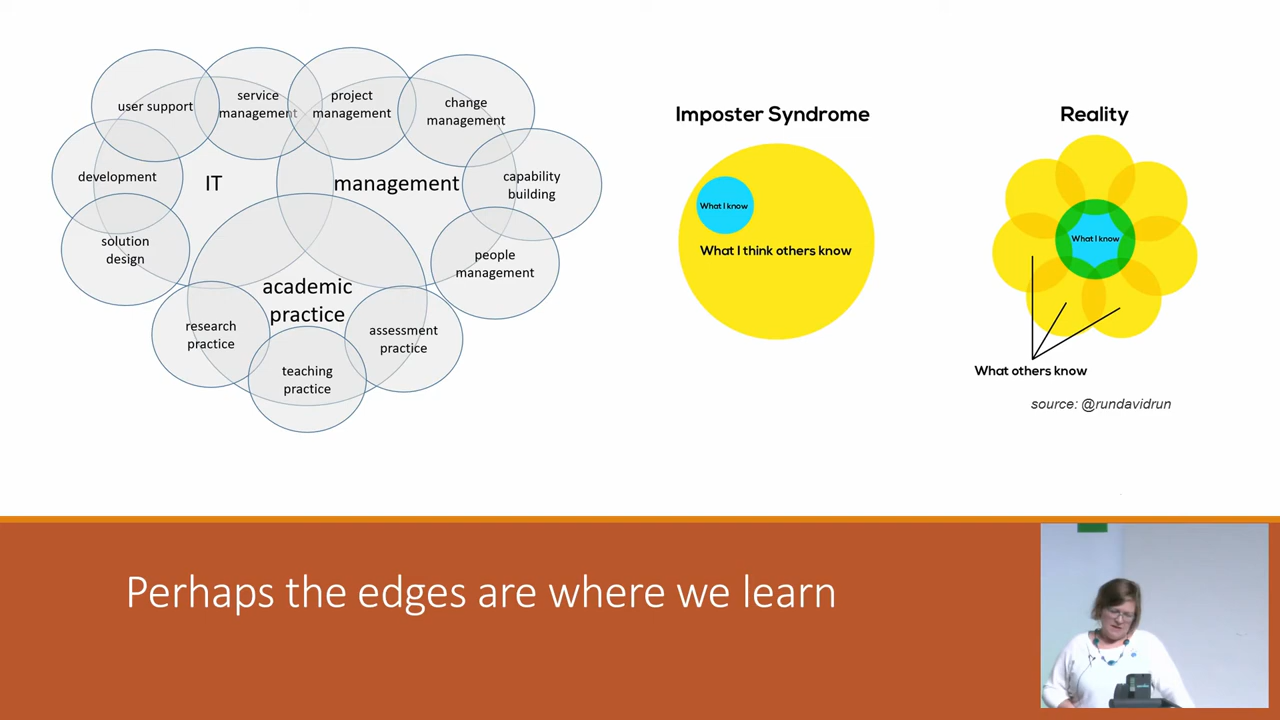 user support
service
management
project
management
change
management
development
IT
management
capability
building
solution
design
people
management
academic
practice
research
practice
assessment
practice
teaching
practice
Imposter Syndrome
What I know
What I think others know
Reality
What I know
What others know
source: @rundavidrun
Perhaps the edges are where we learn